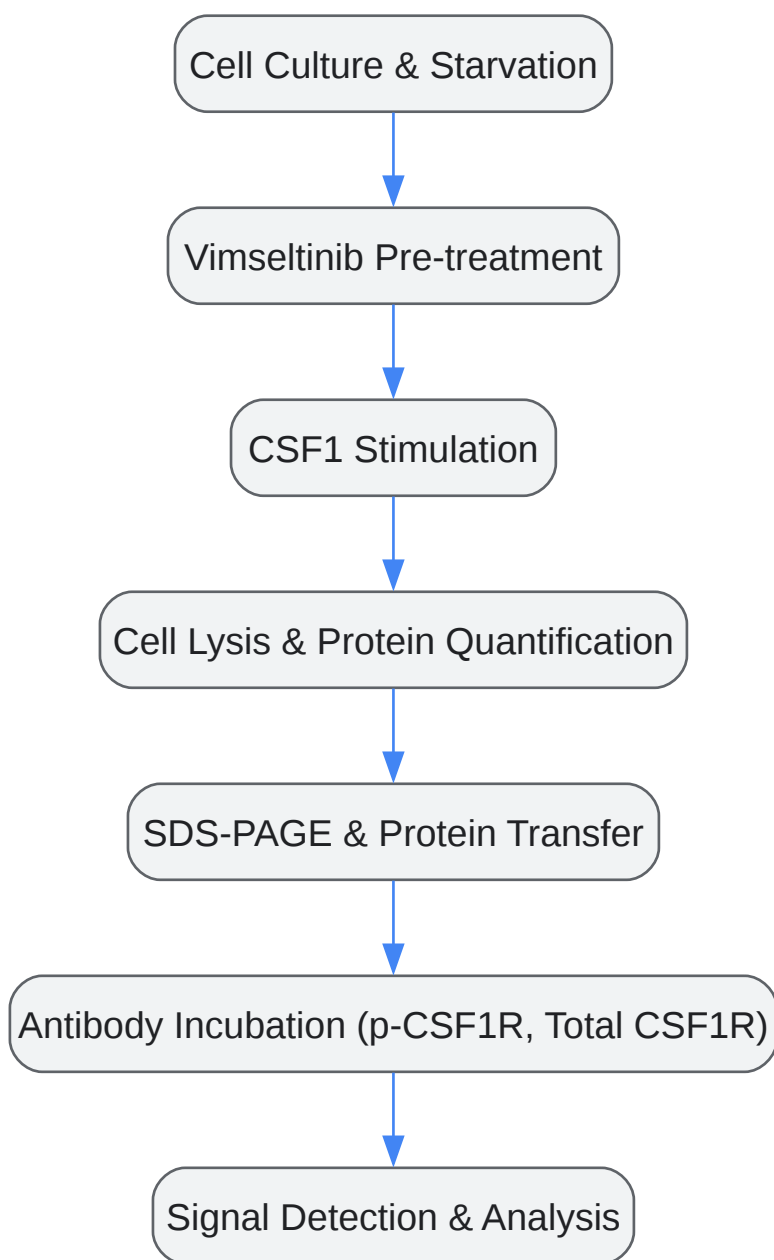 Cell Culture & Starvation
Vimseltinib Pre-treatment
CSF1 Stimulation
Cell Lysis & Protein Quantification
SDS-PAGE & Protein Transfer
Antibody Incubation (p-CSF1R, Total CSF1R)
Signal Detection & Analysis